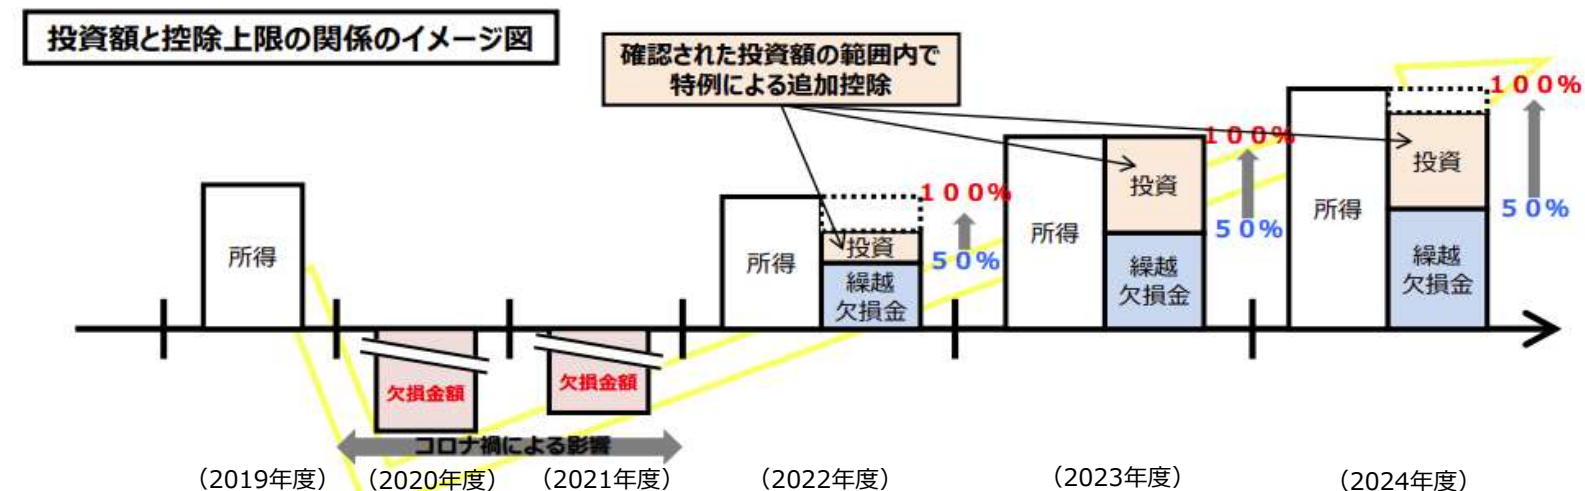 投資額と控除上限の関係のイメージ図
確認された投資額の範囲内で
特例による追加控除
所得
欠損金額
欠損金額
コロナ禍による影響
所得
投資
繰越
欠損金
100%
50%
所得
投資
繰越
欠損金
100%
50%
所得
投資
繰越
欠損金
100%
50%
（2019年度）
（2020年度）
（2021年度）
（2022年度）
（2023年度）
（2024年度）